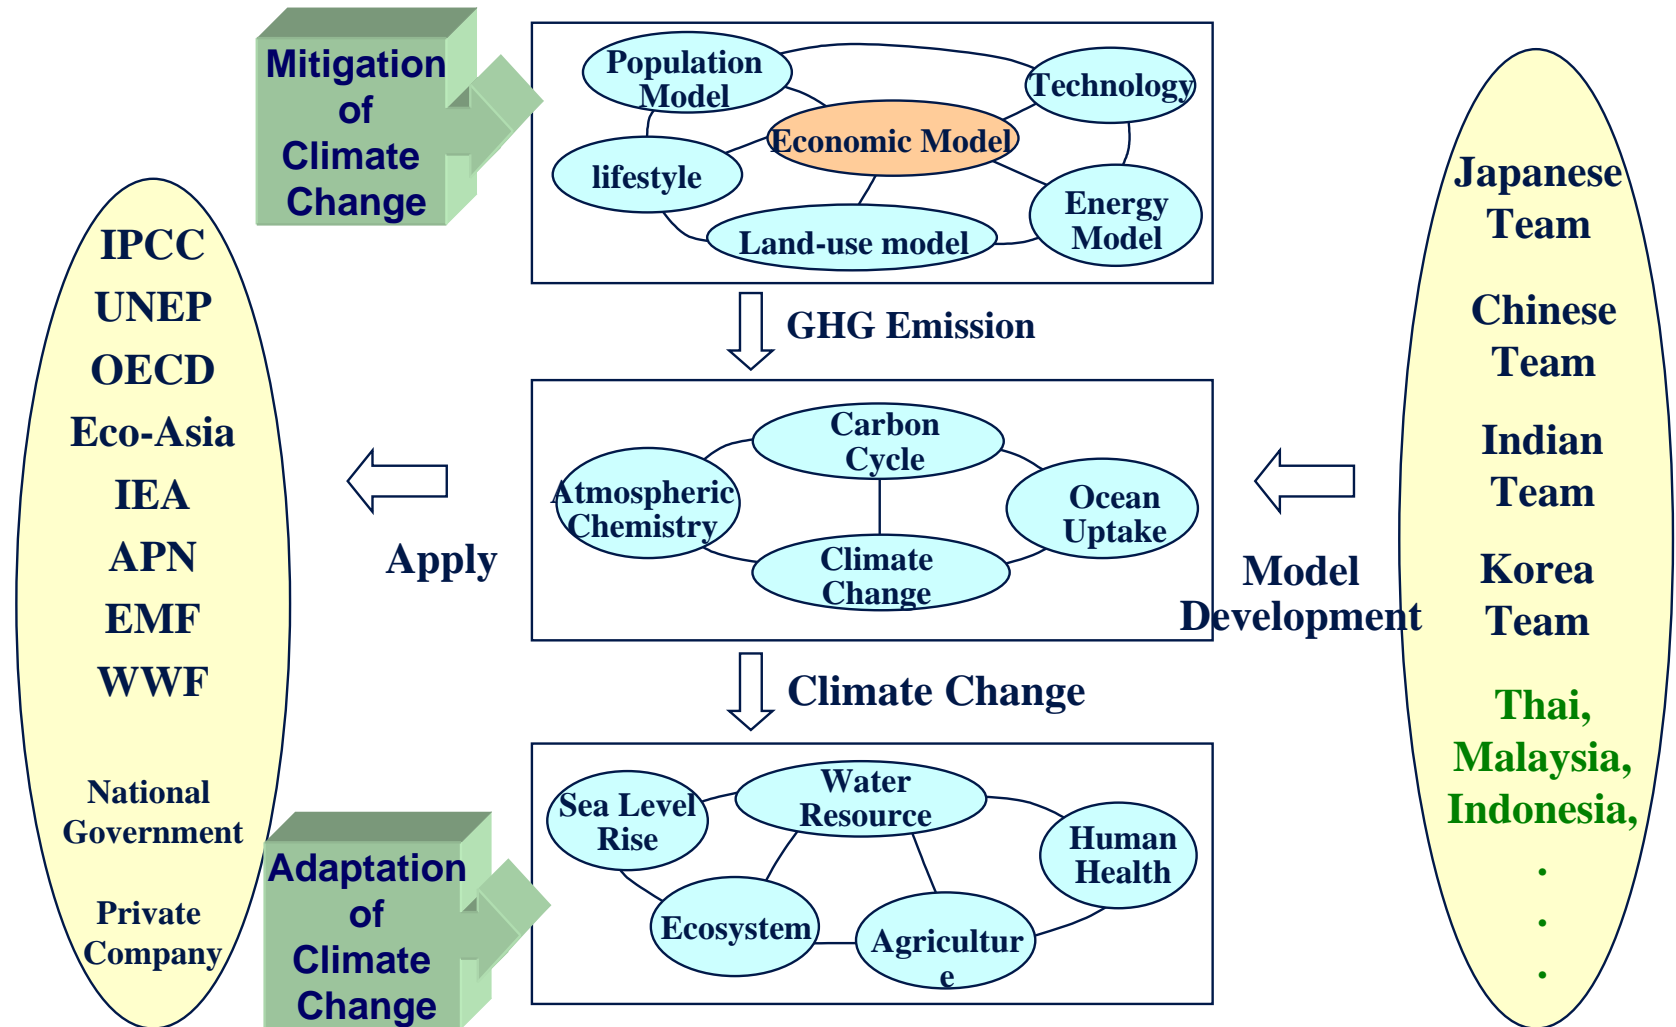 Mitigation
of
Climate
Change
Population
Model
Technology
Economic Model
lifestyle
Energy
Model
Land-use model
GHG Emission
IPCC
UNEP
OECD
Eco-Asia
IEA
APN
EMF
WWF
National
Government
Private
Company
Apply
Carbon
Cycle
Atmospheric
Chemistry
Ocean
Uptake
Climate
Change
Model
Development
Japanese
Team
Chinese
Team
Indian
Team
Korea
Team
Thai,
Malaysia,
Indonesia,
.
.
.
Climate Change
Adaptation
of
Climate
Change
Sea Level
Rise
Water
Resource
Human
Health
Ecosystem
Agricultur
e